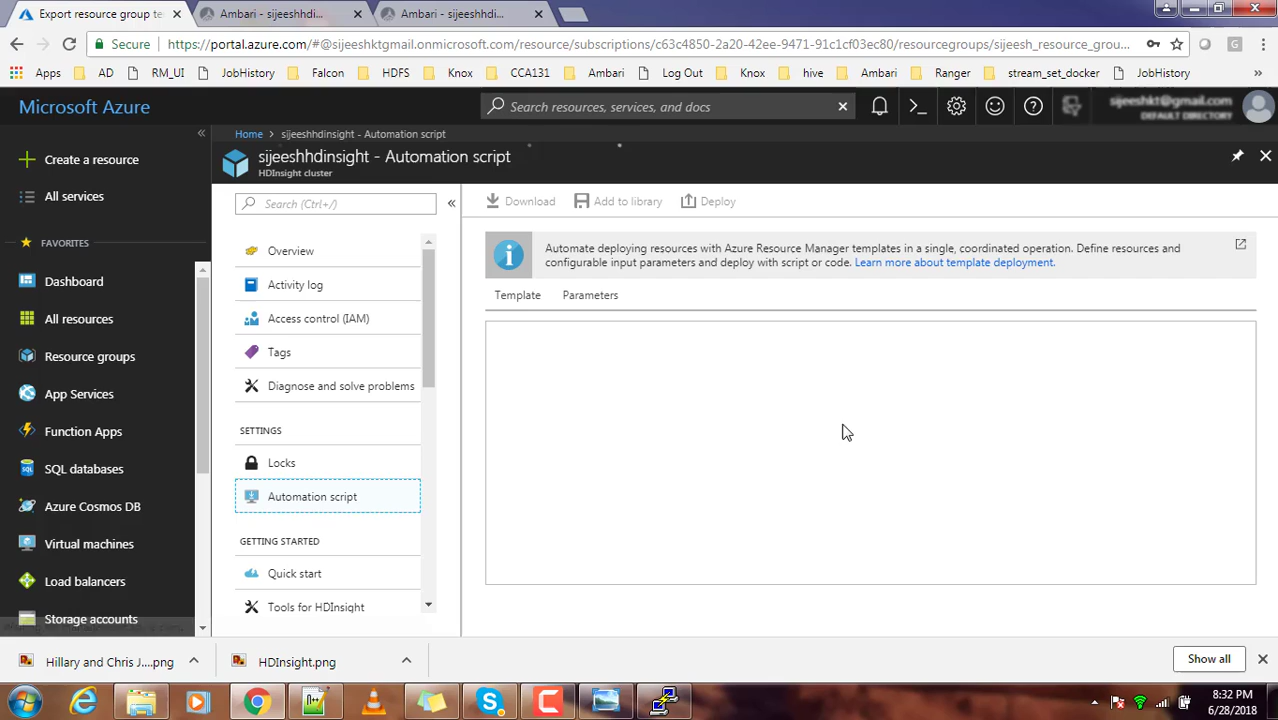 Export resource group te
Ambari - sijeeshhdi...
Ambari - sijeeshhdi...
Secure
https://portal.azure.com/#@sijeeshktgmail.onmicrosoft.com/resource/subscriptions/c63c4850-2a20-42ee-9471-91c1cf03ec80/resourcegroups/sijeesh_resource_grou...
Apps AD RM_UI JobHistory Falcon HDFS Knox CCA131 Ambari Log Out Knox hive Ambari Ranger stream_set_docker JobHistory »
Microsoft Azure
Search resources, services, and docs
sijeeshkt@gmail.com
DEFAULT DIRECTORY
Home > sijeeshhdinsight - Automation script
sijeeshhdinsight - Automation script
HDInsight cluster
Create a resource
All services
FAVORITES
Dashboard
All resources
Resource groups
App Services
Function Apps
SQL databases
Azure Cosmos DB
Virtual machines
Load balancers
Storage accounts
Search (Ctrl+/)
Overview
Activity log
Access control (IAM)
Tags
Diagnose and solve problems
SETTINGS
Locks
Automation script
GETTING STARTED
Quick start
Tools for HDInsight
Download Add to library Deploy
Automate deploying resources with Azure Resource Manager templates in a single, coordinated operation. Define resources and
configurable input parameters and deploy with script or code. Learn more about template deployment.
Template Parameters
Hillary and Chris J....png
HDInsight.png
Show all
8:32 PM
6/28/2018